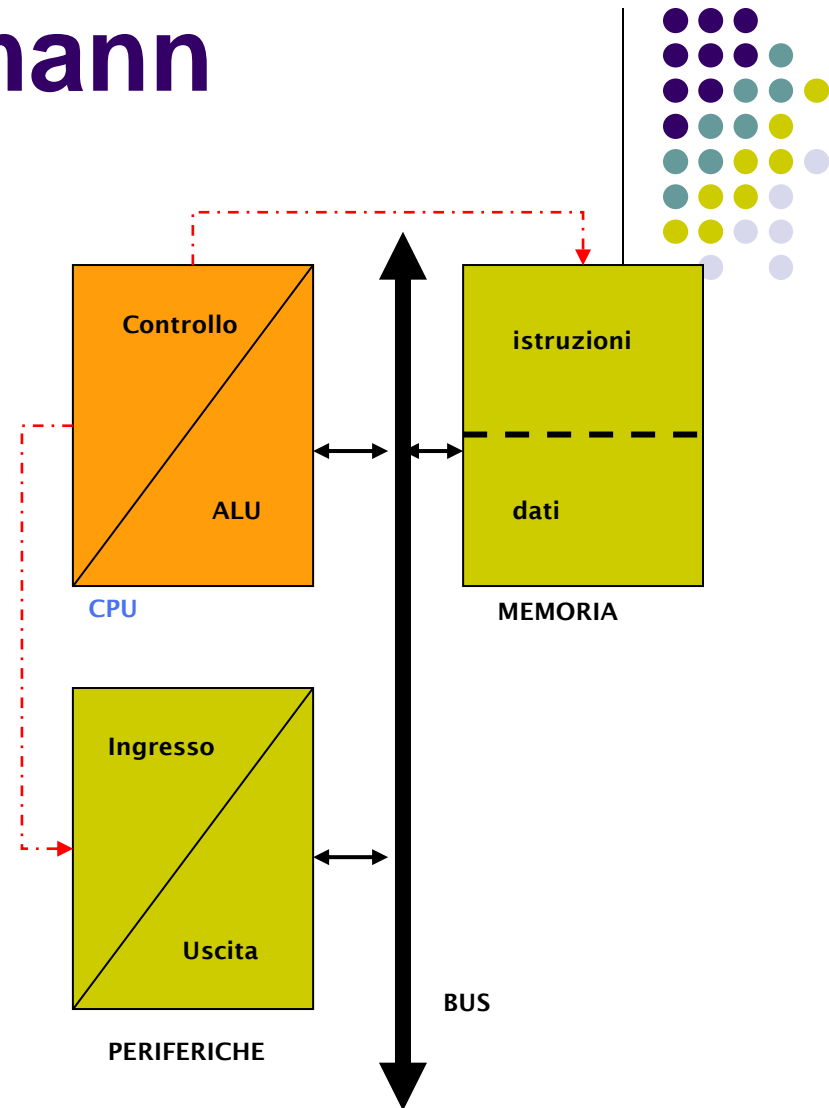 mann
Controllo
ALU
CPU
istruzioni
dati
MEMORIA
Ingresso
Uscita
PERIFERICHE
BUS